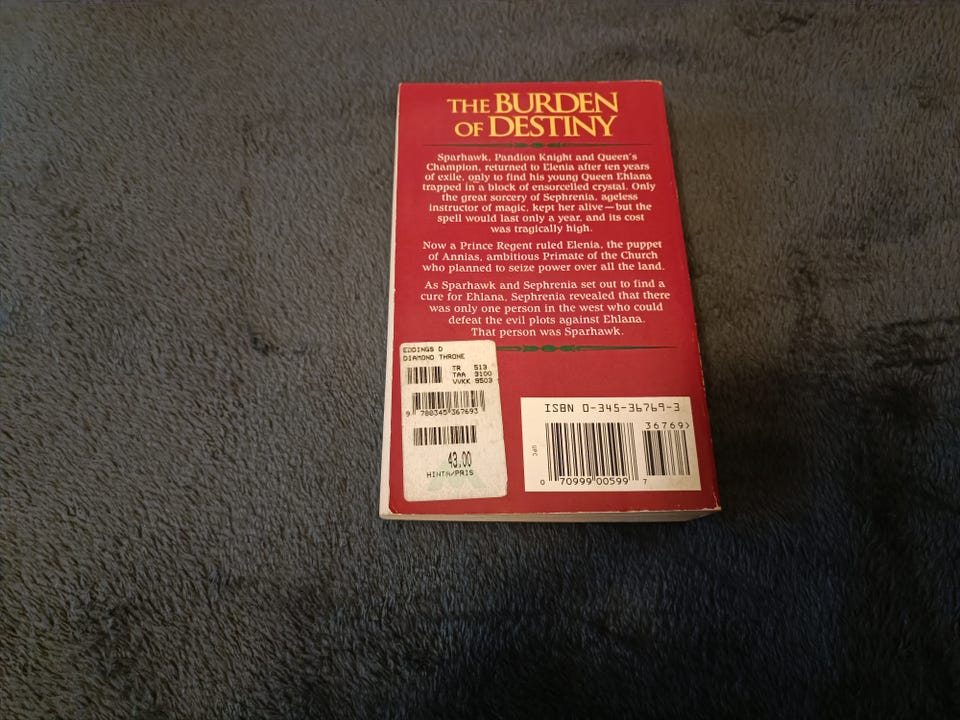 THE BURDEN
OF DESTINY
Sparhawk, Pandion Knight and Queen's
Champion, returned to Elenia after ten years
of exile, only to find his young Queen Ehlana
trapped in a block of ensorcelled crystal. Only
the great sorcery of Sephrenia, ageless
instructor of magic, kept her alive—but the
spell would last only a year, and its cost
was tragically high.
Now a Prince Regent ruled Elenia, the puppet
of Annias, ambitious Primate of the Church
who planned to seize power over all the land.
As Sparhawk and Sephrenia set out to find a
cure for Ehlana, Sephrenia revealed that there
was only one person in the west who could
defeat the evil plots against Ehlana.
That person was Sparhawk.
EDDINGS D
DIAMOND THRONE
TR 513
TAA 3100
VVKK 9503
9 780345 367693
43.00
HINTA/PRIS
ISBN 0-345-36769-3
36769>
UPC
0 70999 00599 7